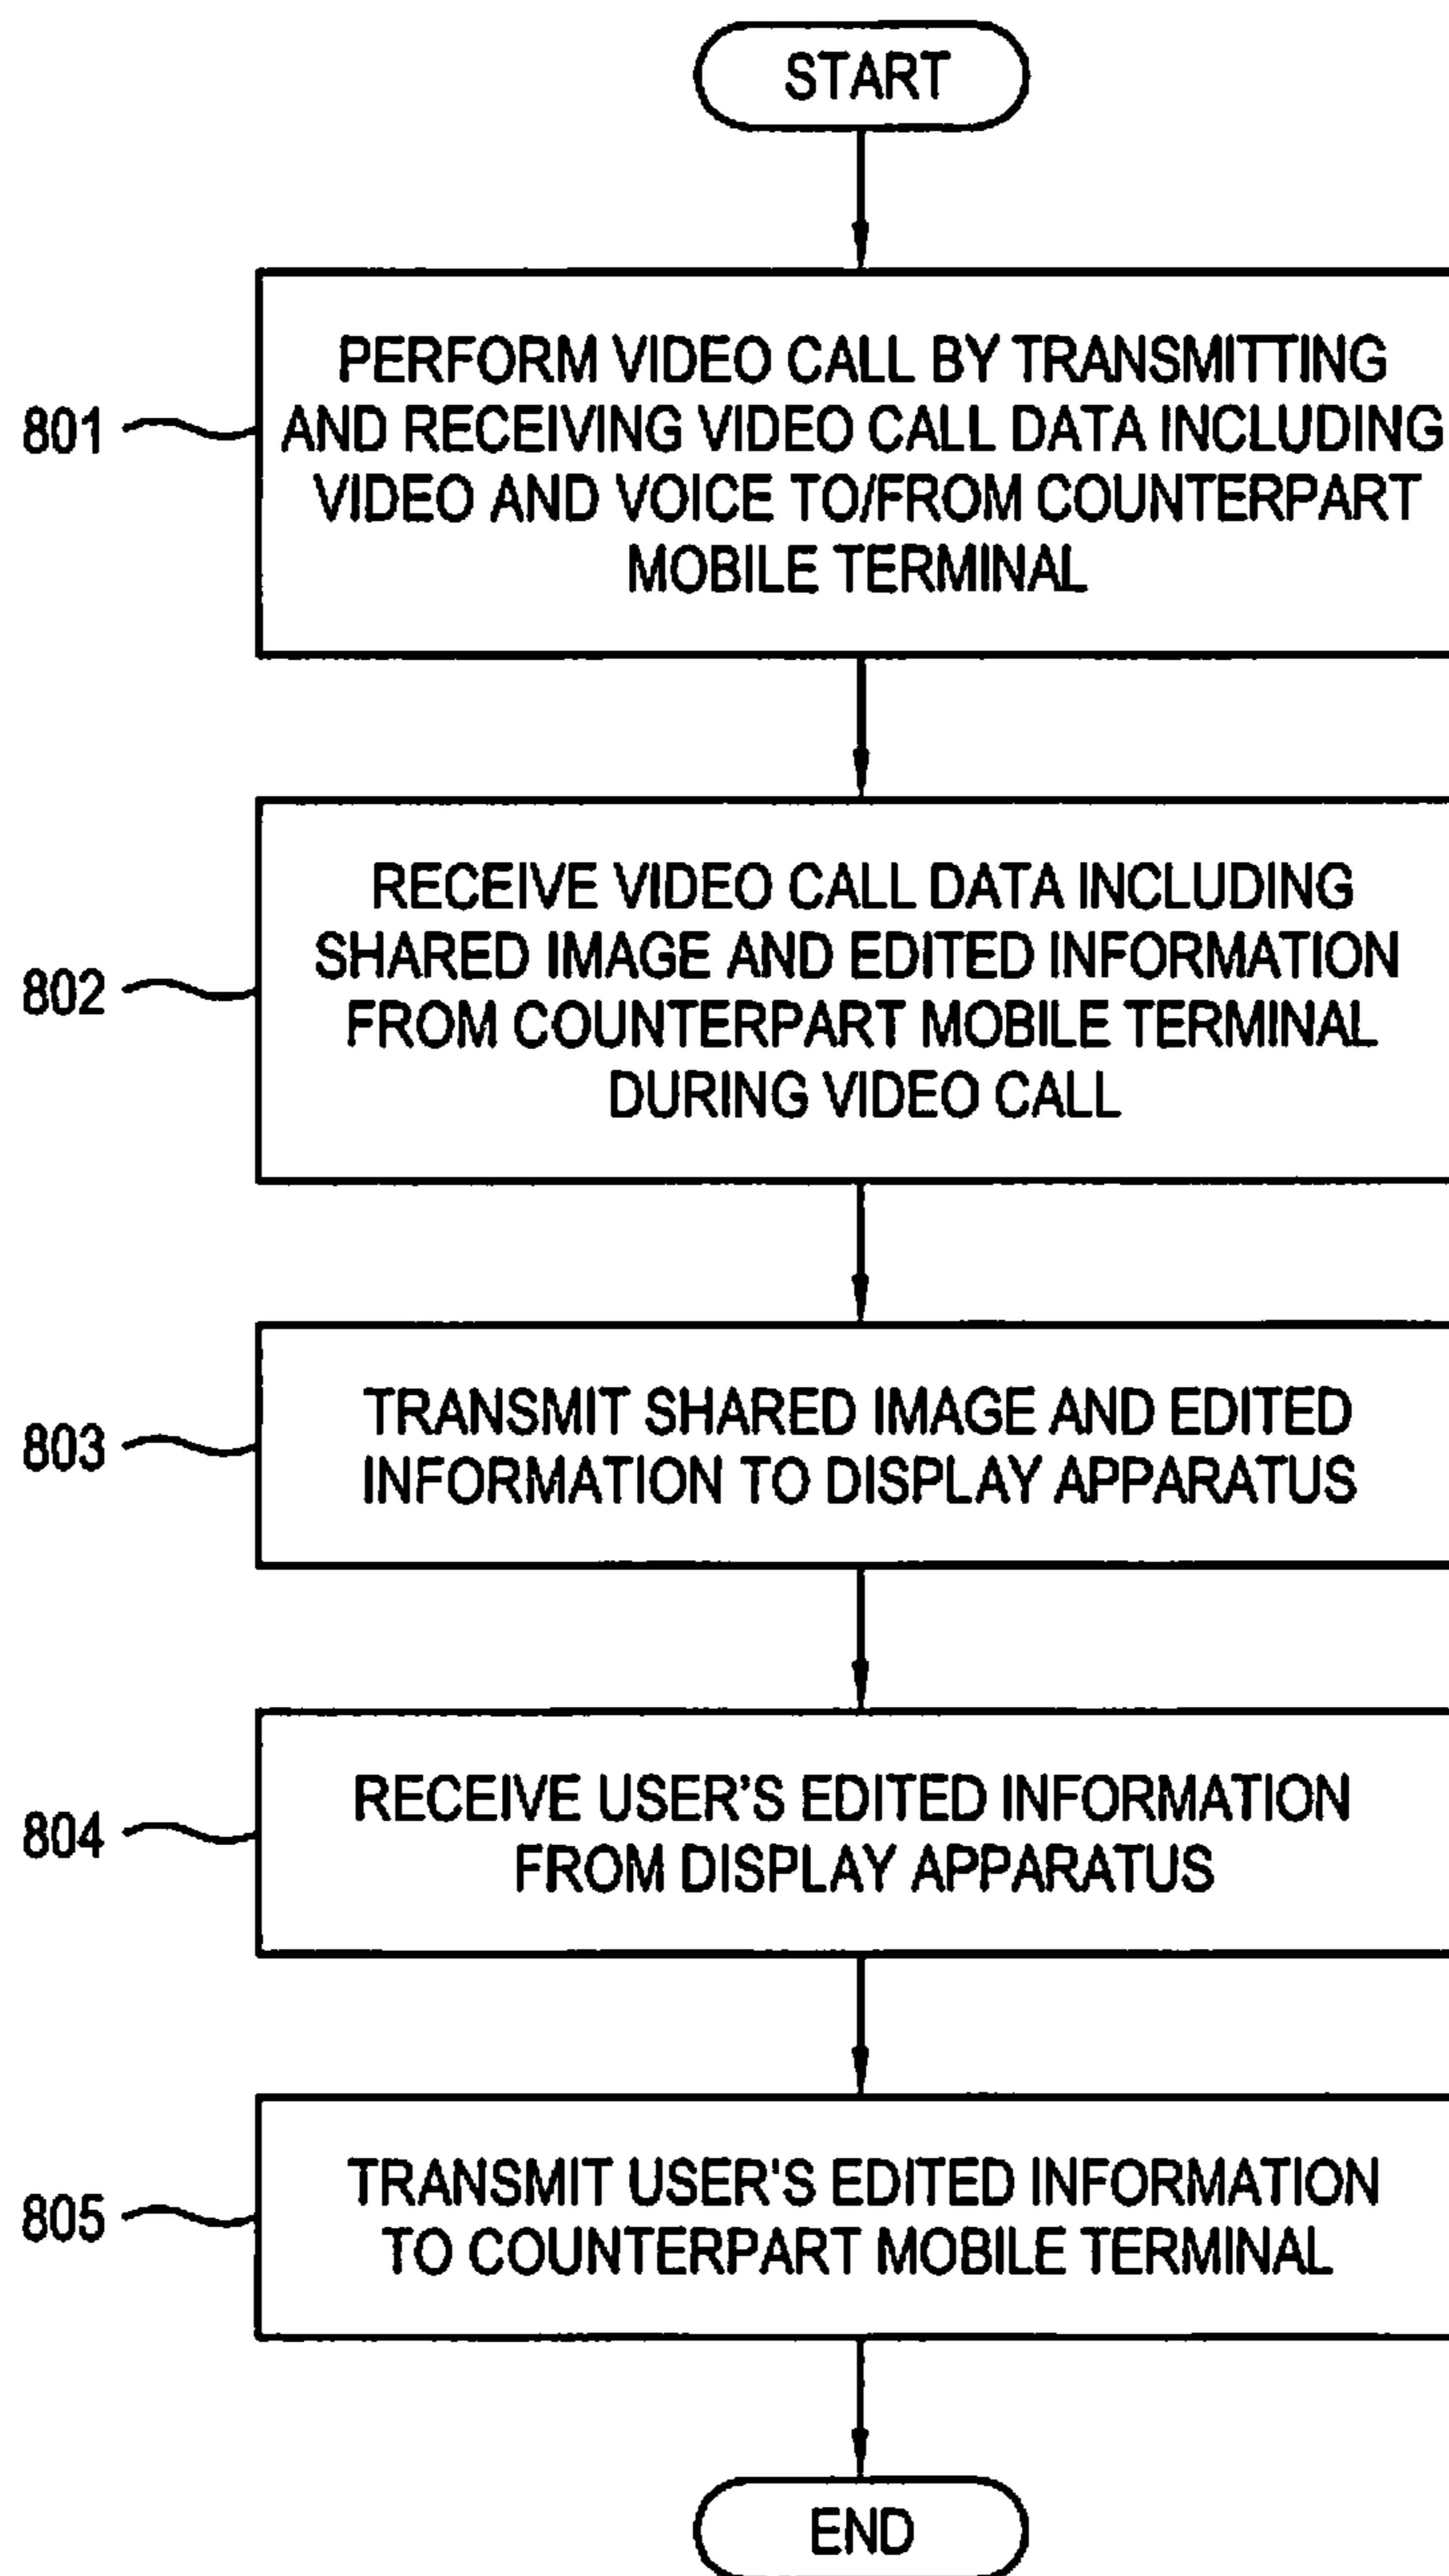 START
801
PERFORM VIDEO CALL BY TRANSMITTING
AND RECEIVING VIDEO CALL DATA INCLUDING
VIDEO AND VOICE TO/FROM COUNTERPART
MOBILE TERMINAL
802
RECEIVE VIDEO CALL DATA INCLUDING
SHARED IMAGE AND EDITED INFORMATION
FROM COUNTERPART MOBILE TERMINAL
DURING VIDEO CALL
803
TRANSMIT SHARED IMAGE AND EDITED
INFORMATION TO DISPLAY APPARATUS
804
RECEIVE USER'S EDITED INFORMATION
FROM DISPLAY APPARATUS
805
TRANSMIT USER'S EDITED INFORMATION
TO COUNTERPART MOBILE TERMINAL
END